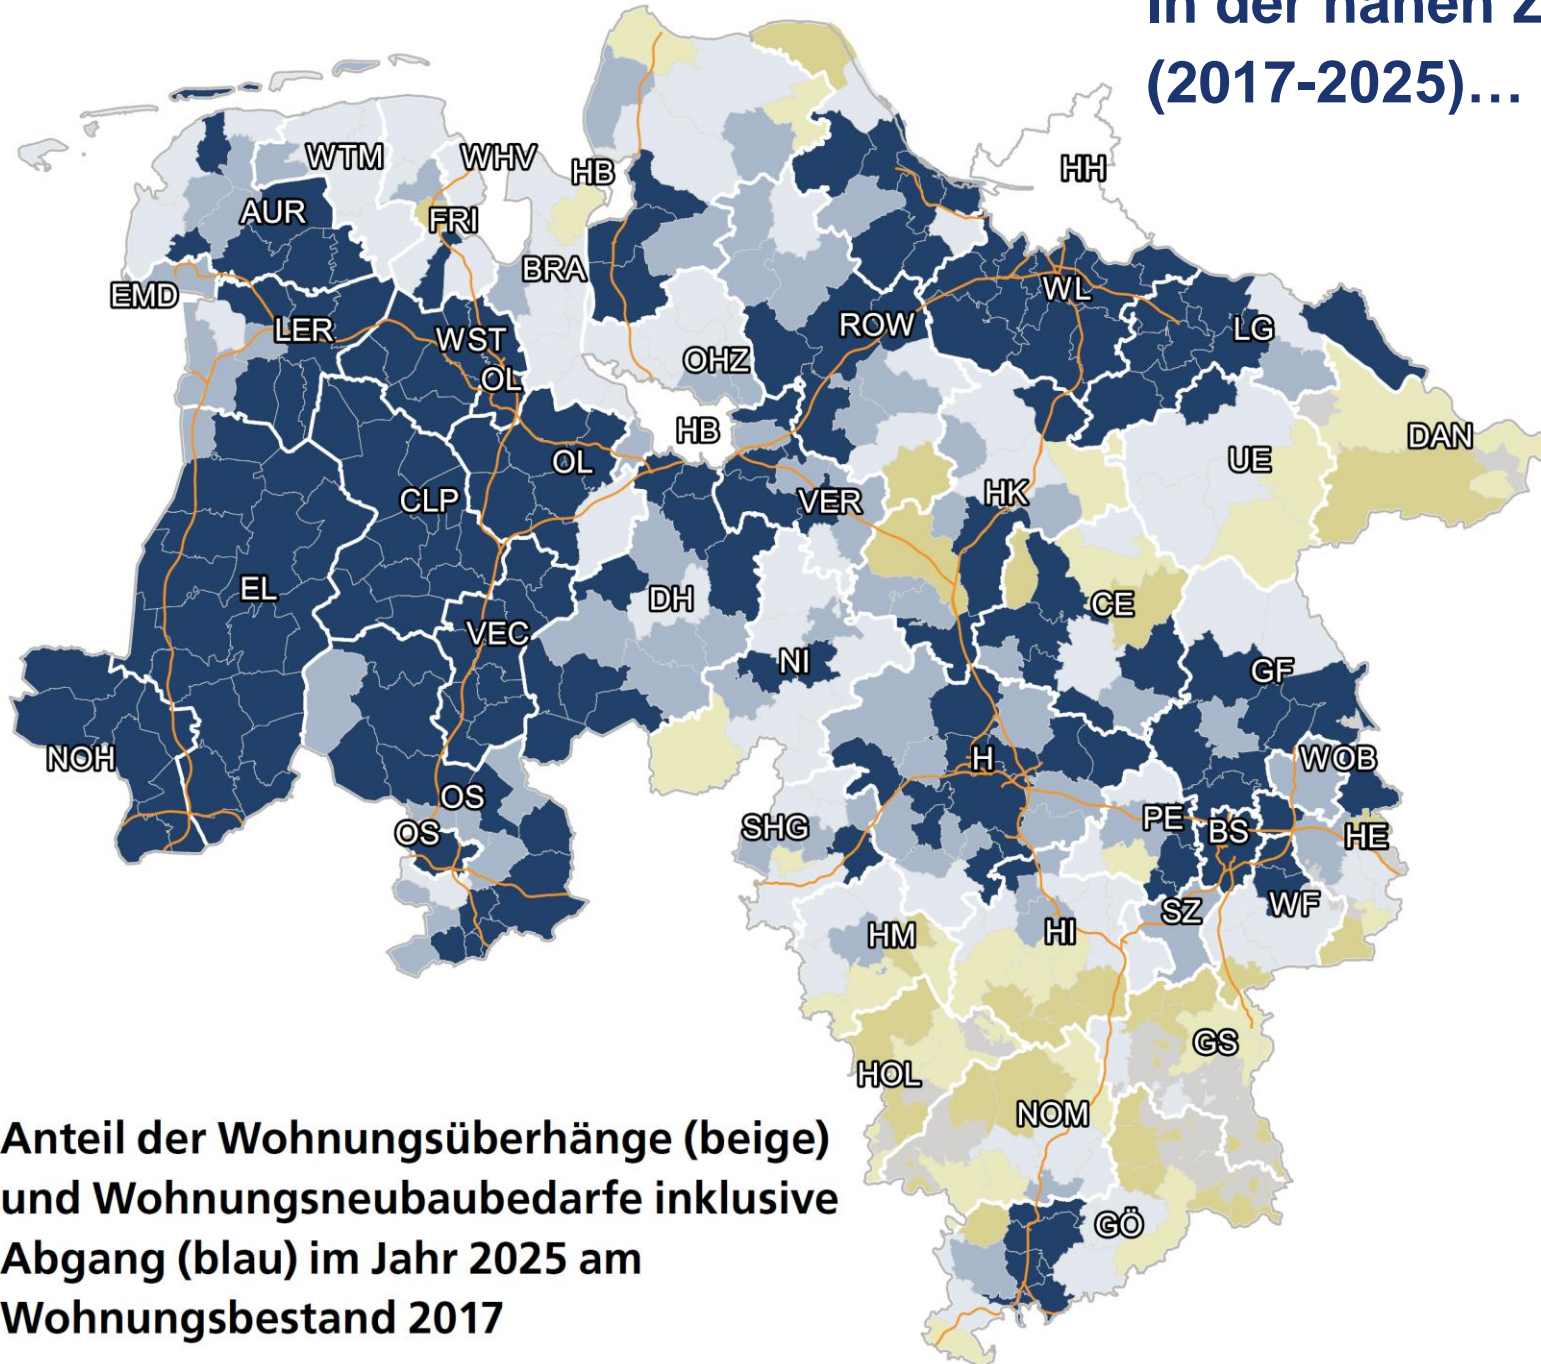 in der nahen Z
(2017-2025)…
WTM
WHV
HB
HH
AUR
FRI
BRA
EMD
LER
WST
OL
OHZ
ROW
WL
LG
HB
OL
CLP
VER
HK
UE
DAN
EL
DH
VEC
NI
CE
GF
NOH
OS
OS
H
WOB
SHG
PE
BS
HE
HM
HI
SZ
WF
HOL
GS
NOM
GÖ
Anteil der Wohnungsüberhänge (beige)
und Wohnungsneubaubedarfe inklusive
Abgang (blau) im Jahr 2025 am
Wohnungsbestand 2017